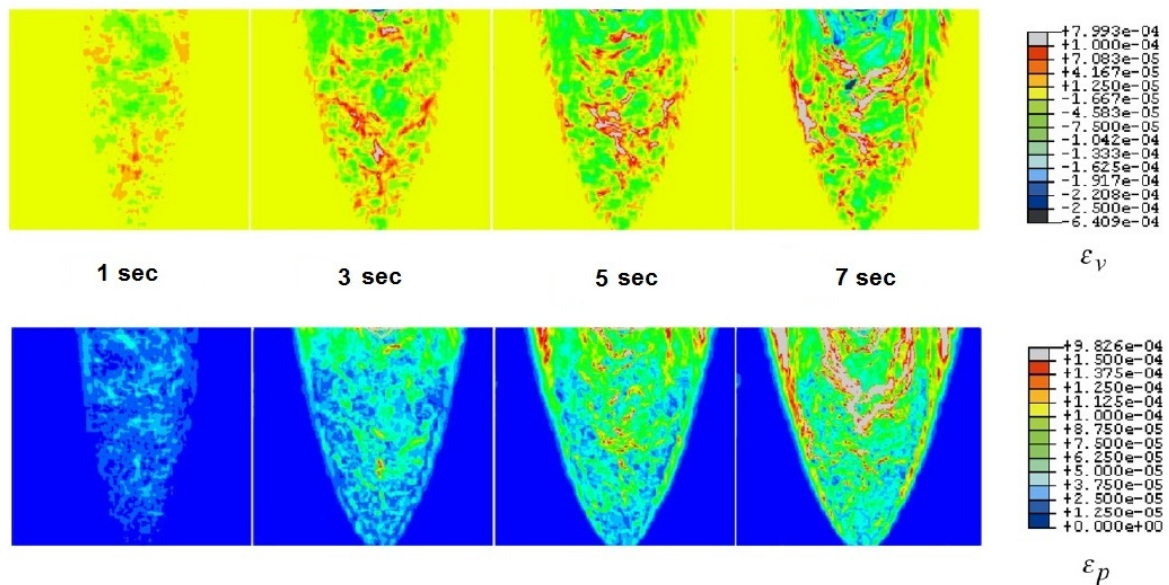 +7.993e-04
+1.000e-04
+7.083e-05
+4.167e-05
+1.250e-05
-1.667e-05
-4.583e-05
-7.500e-05
-1.042e-04
-1.333e-04
-1.625e-04
-1.917e-04
-2.208e-04
-2.500e-04
-6.409e-04
εv
1 sec 3 sec 5 sec 7 sec
+9.826e-04
+1.500e-04
+1.375e-04
+1.250e-04
+1.125e-04
+1.000e-04
+8.750e-05
+7.500e-05
+6.250e-05
+5.000e-05
+3.750e-05
+2.500e-05
+1.250e-05
+0.000e+00
εp